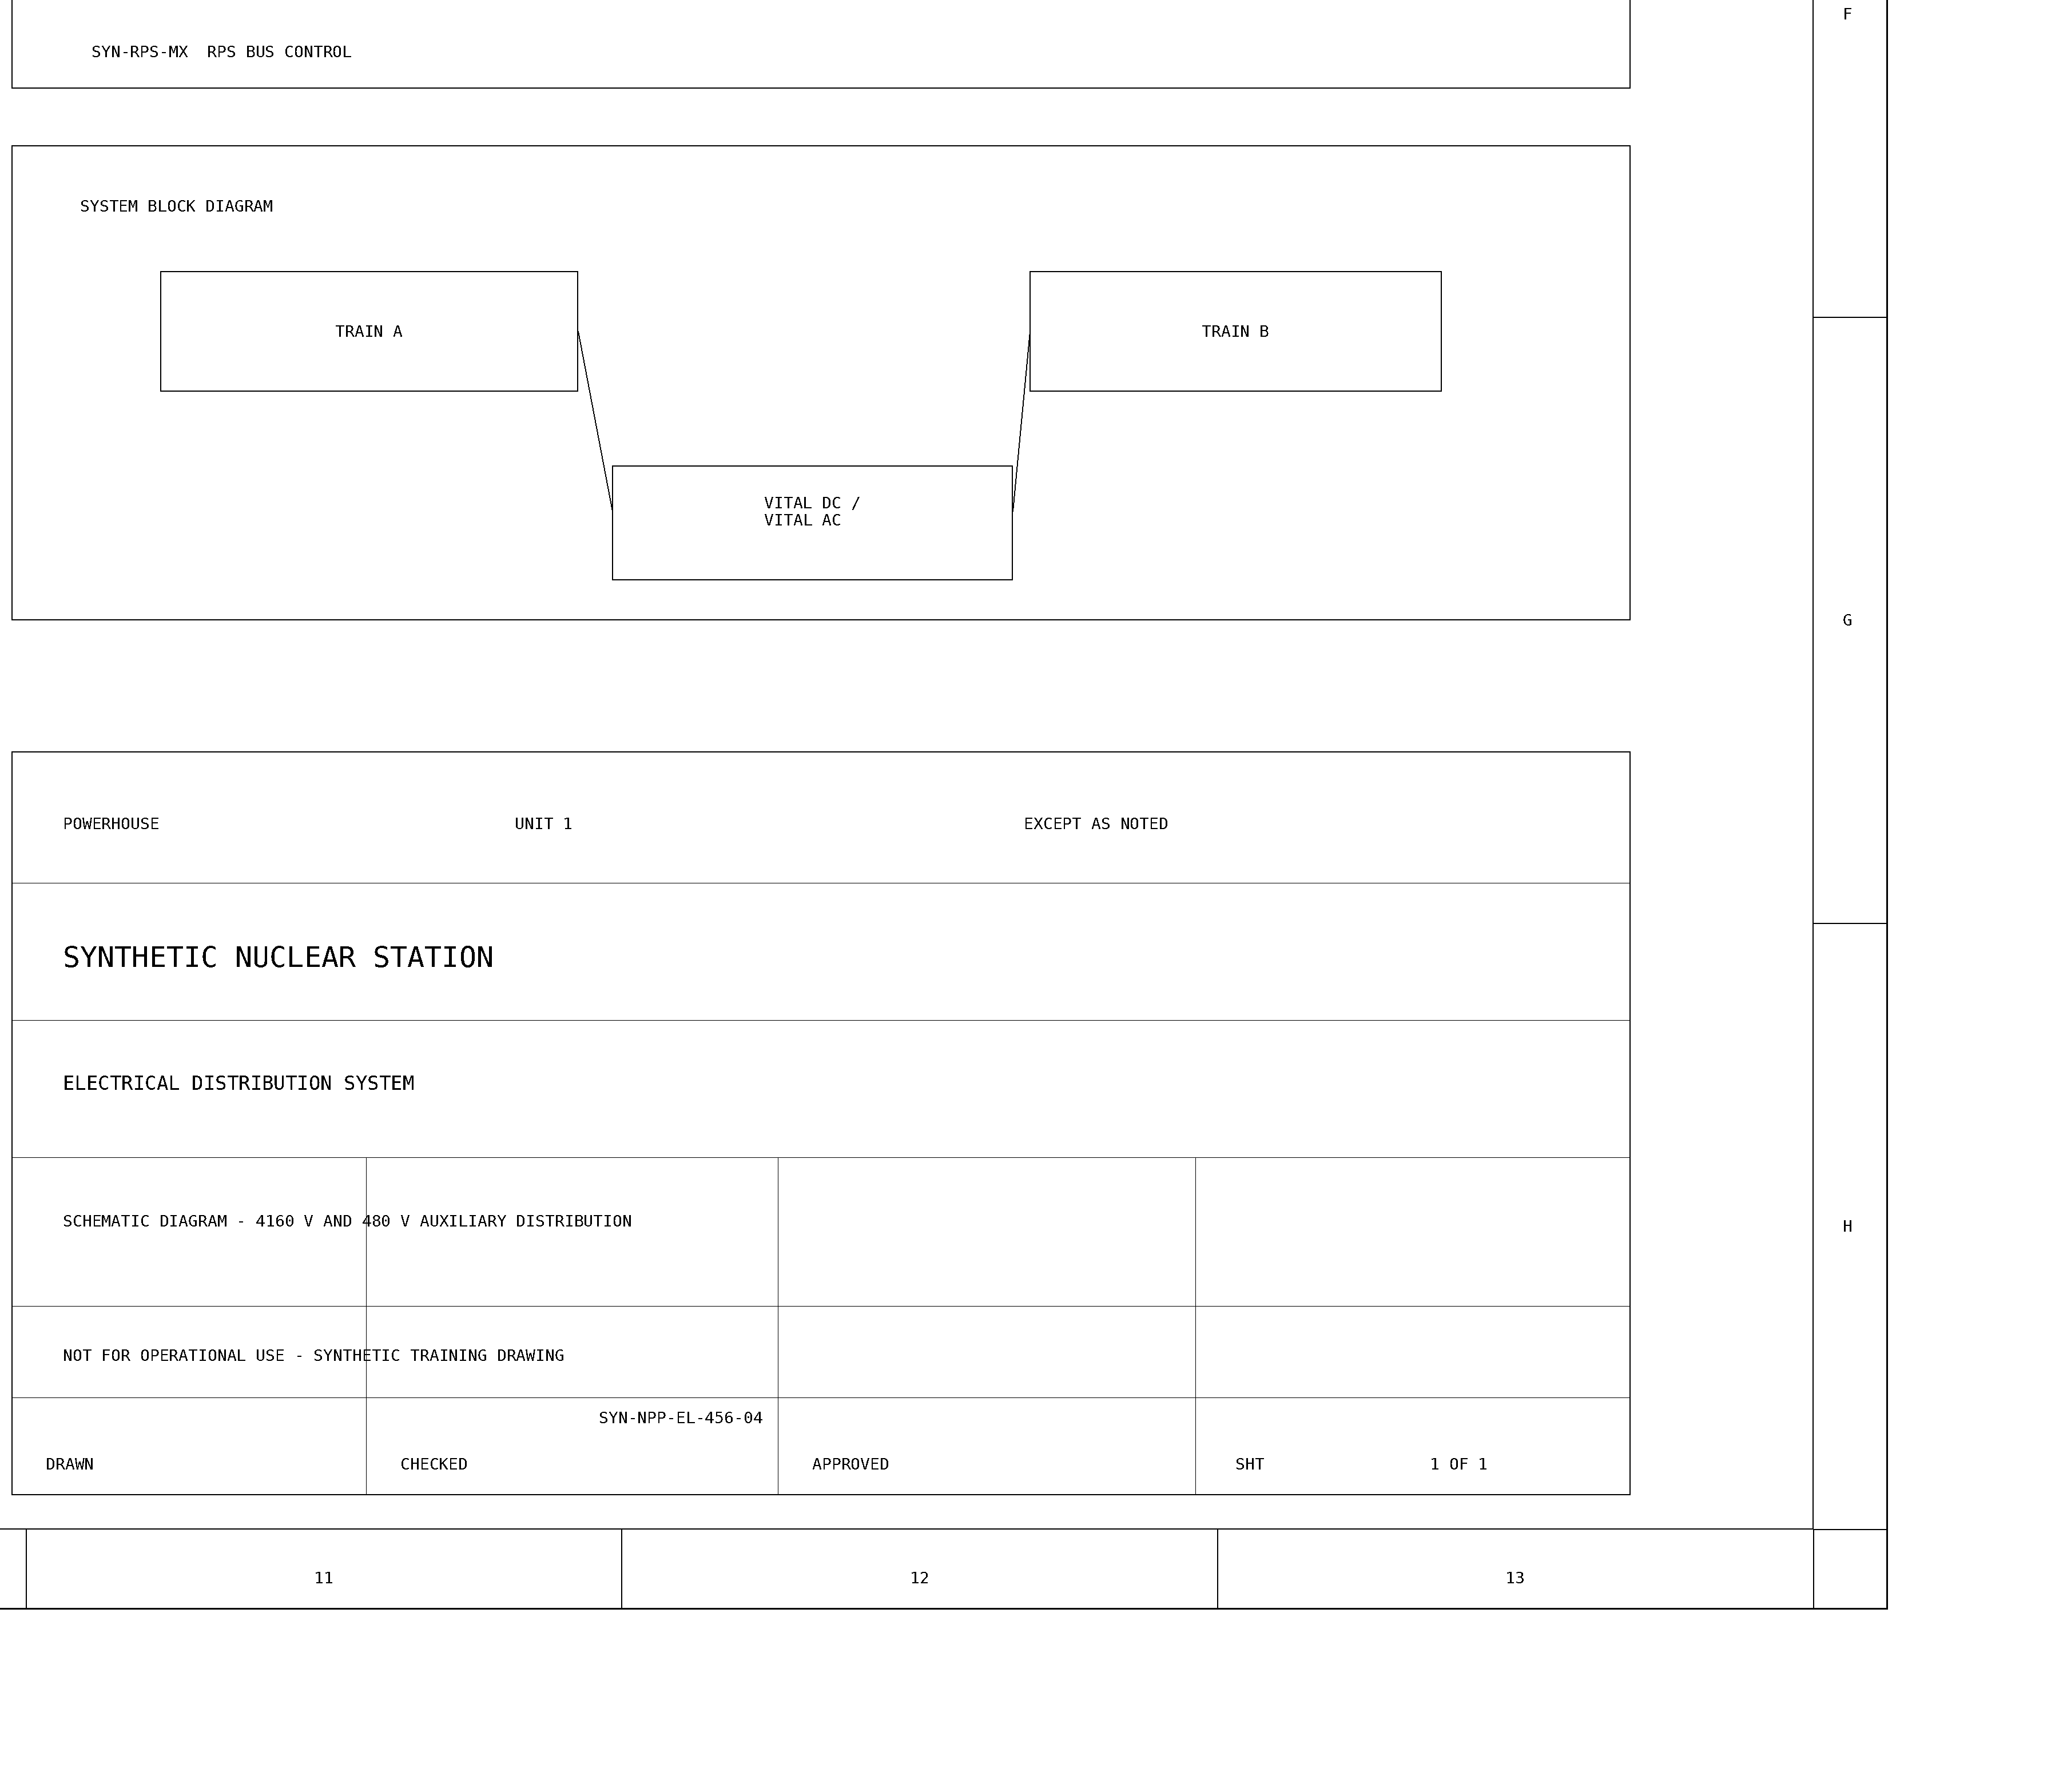 F
SYN-RPS-MX  RPS BUS CONTROL
SYSTEM BLOCK DIAGRAM
TRAIN A
TRAIN B
VITAL DC /
VITAL AC
G
POWERHOUSE
UNIT 1
EXCEPT AS NOTED
SYNTHETIC NUCLEAR STATION
ELECTRICAL DISTRIBUTION SYSTEM
SCHEMATIC DIAGRAM - 4160 V AND 480 V AUXILIARY DISTRIBUTION
H
NOT FOR OPERATIONAL USE - SYNTHETIC TRAINING DRAWING
SYN-NPP-EL-456-04
DRAWN
CHECKED
APPROVED
SHT
1 OF 1
11
12
13